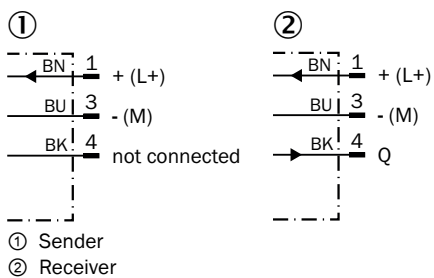 ① ②
BN 1 + (L+) BN 1 + (L+)
BU 3 - (M) BU 3 - (M)
BK 4 not connected BK 4 Q
① Sender
② Receiver